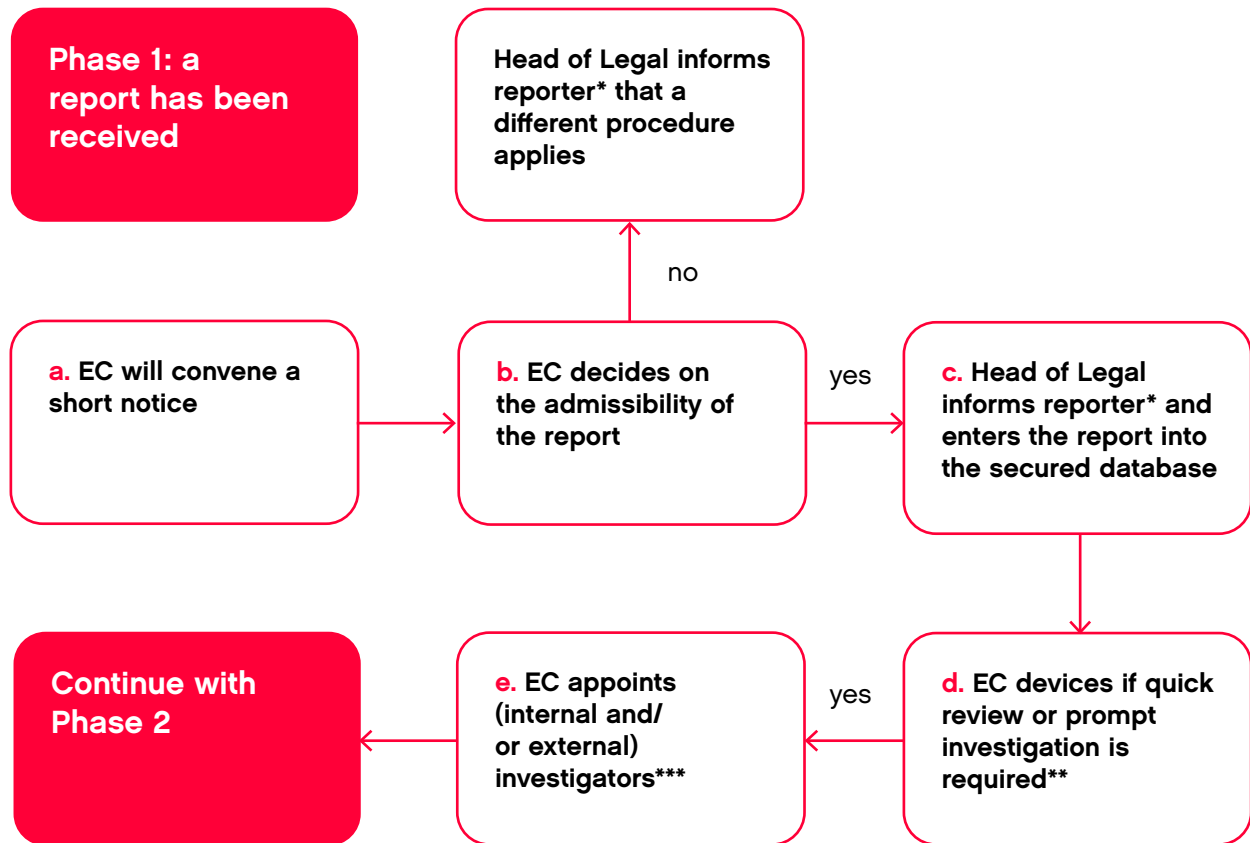 Phase 1: a
report has been
received
Head of Legal informs
reporter* that a
different procedure
applies
no
a. EC will convene a
short notice
b. EC decides on
the admissibility of
the report
yes
c. Head of Legal
informs reporter* and
enters the report into
the secured database
Continue with
Phase 2
e. EC appoints
(internal and/
or external)
investigators***
yes
d. EC devices if quick
review or prompt
investigation is
required**